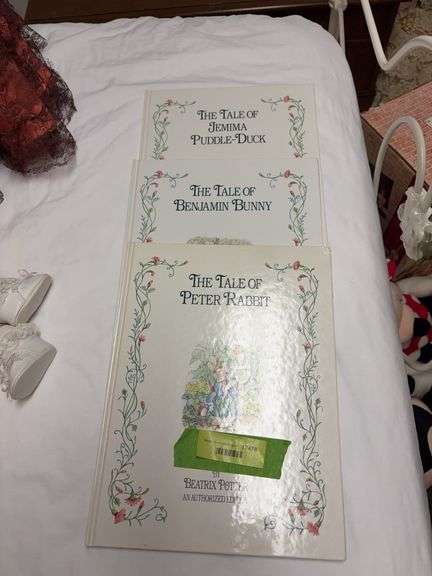 THE TALE OF
JEMIMA
PUDDLE-DUCK
THE TALE OF
BENJAMIN BUNNY
THE TALE OF
PETER RABBIT
BY
BEATRIX POTTER
AN AUTHORIZED